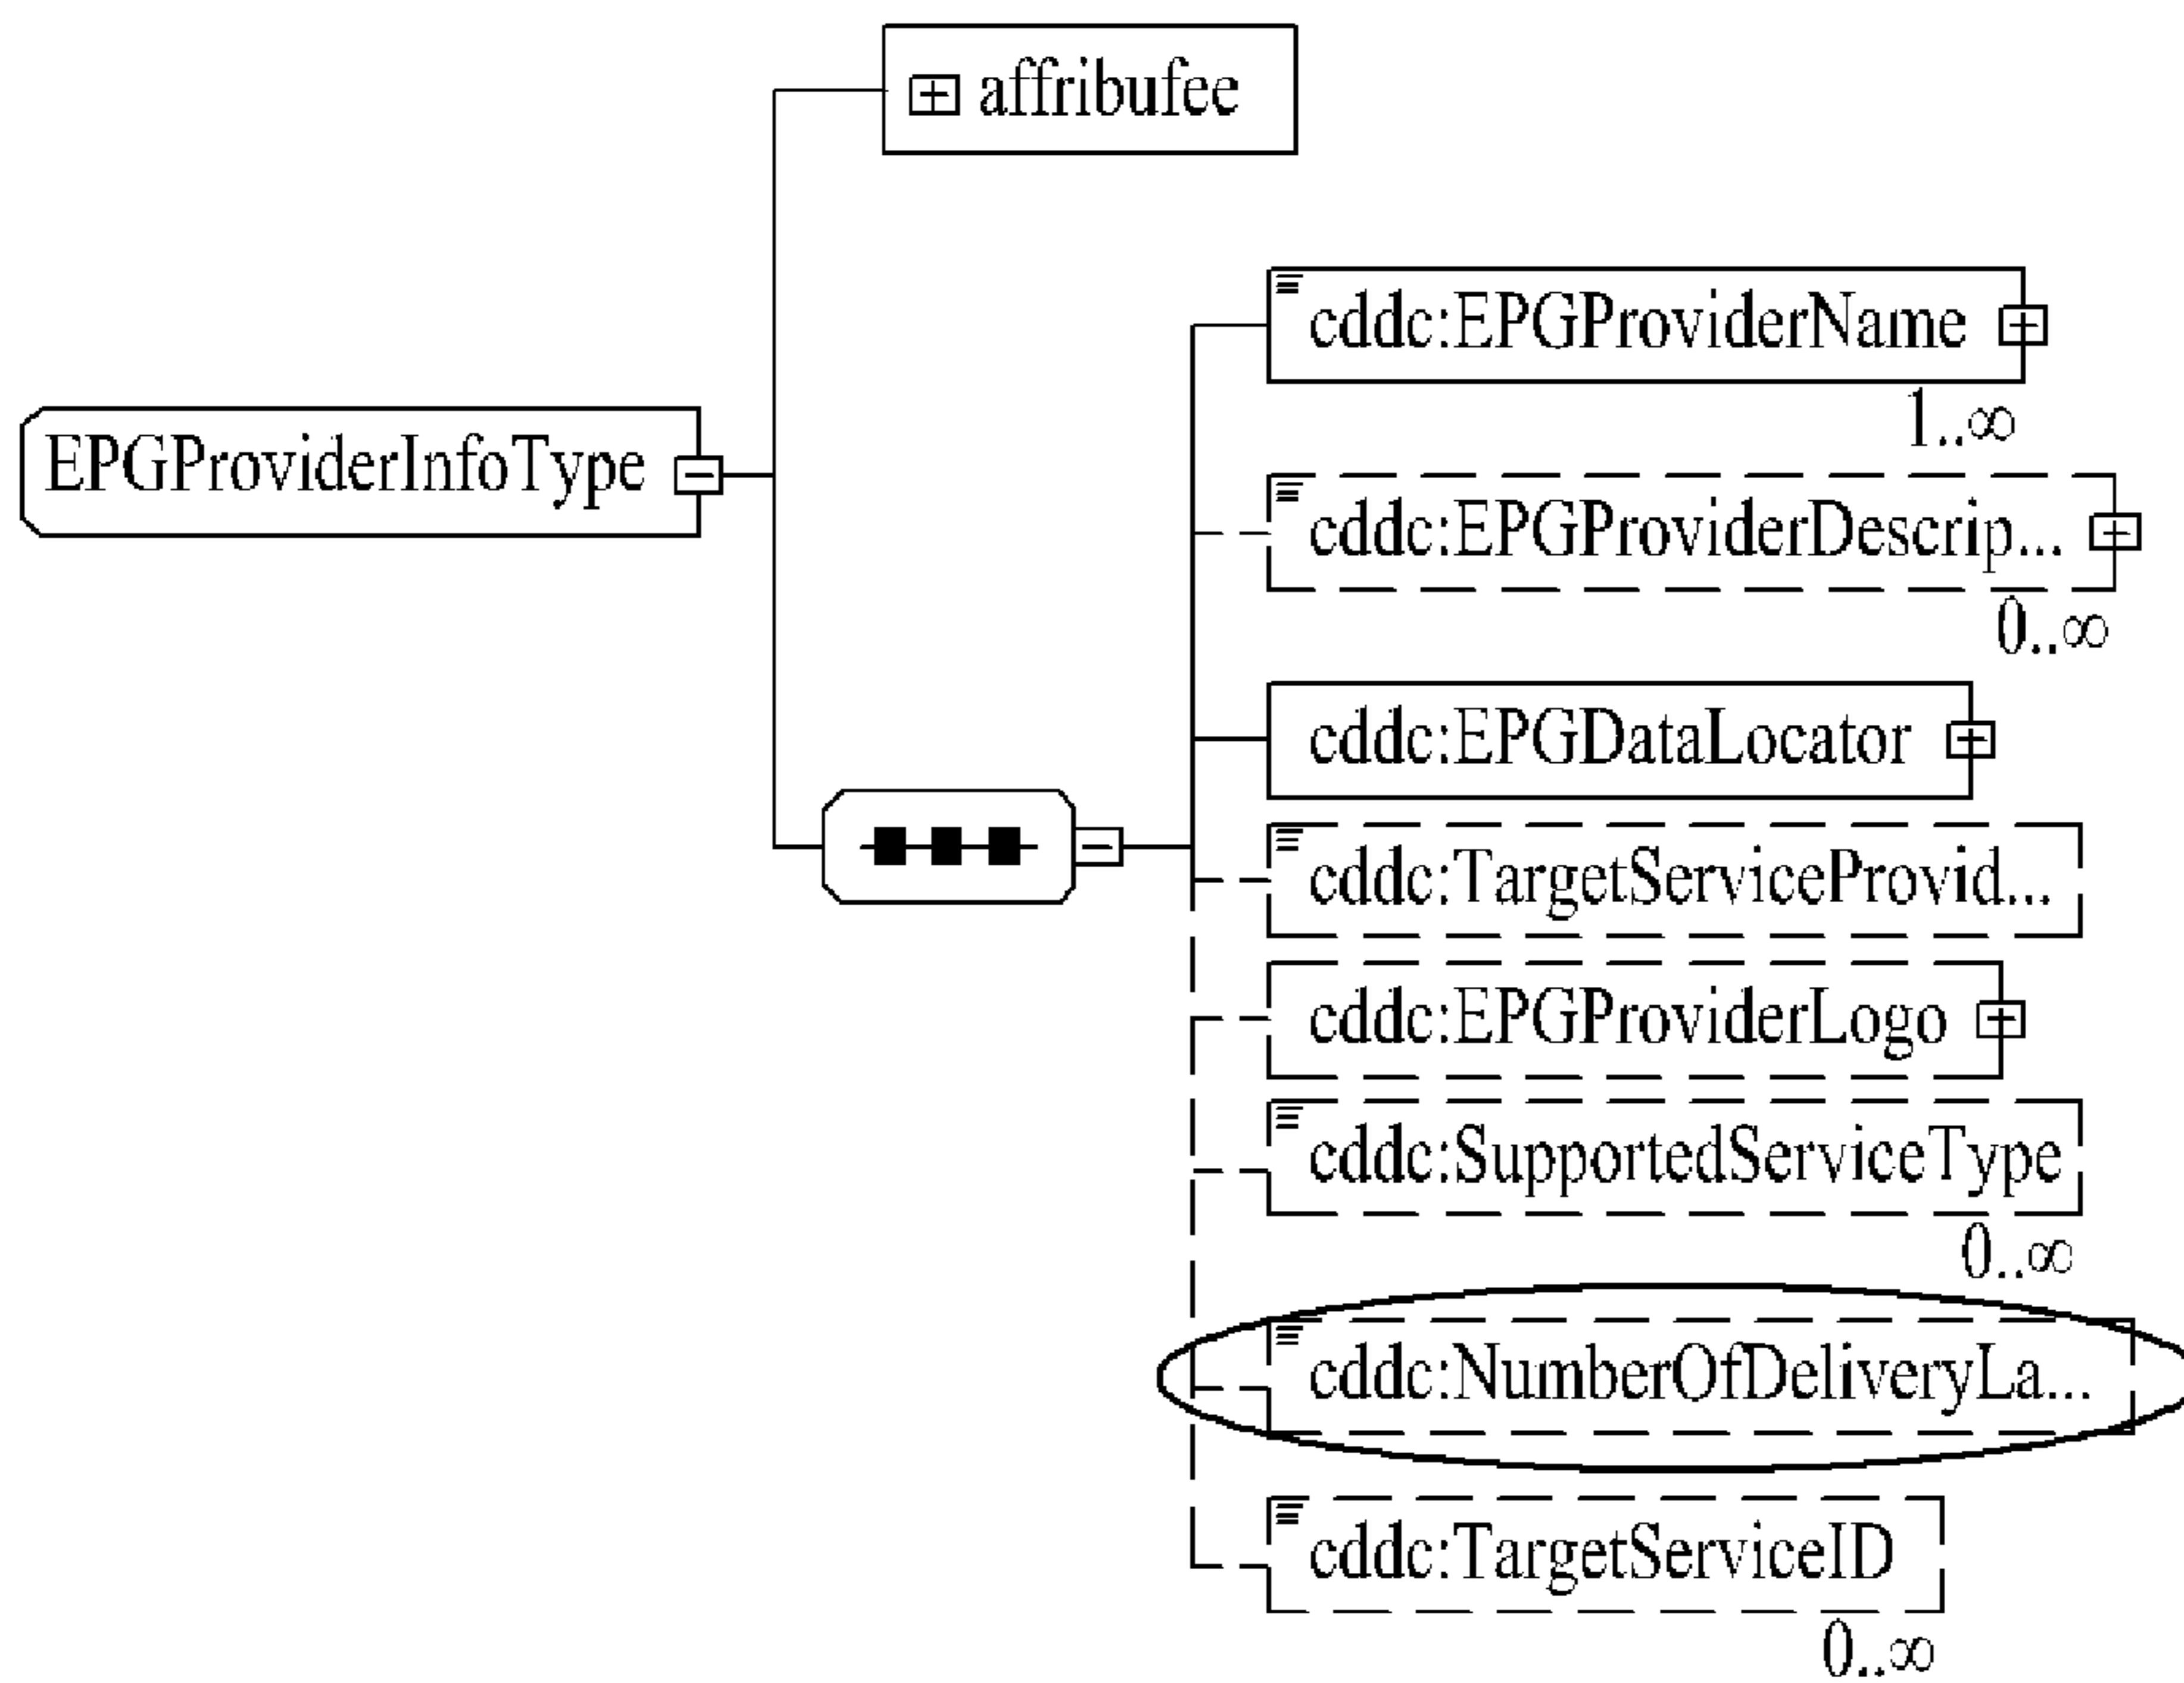 affribufee
cddc:EPGProviderName
1..∞
EPGProviderInfoType
cddc:EPGProviderDescrip...
0..∞
cddc:EPGDataLocator
cddc:TargetServiceProvid...
cddc:EPGProviderLogo
cddc:SupportedServiceType
0..∞
cddc:NumberOfDeliveryLa...
cddc:TargetServiceID
0..∞